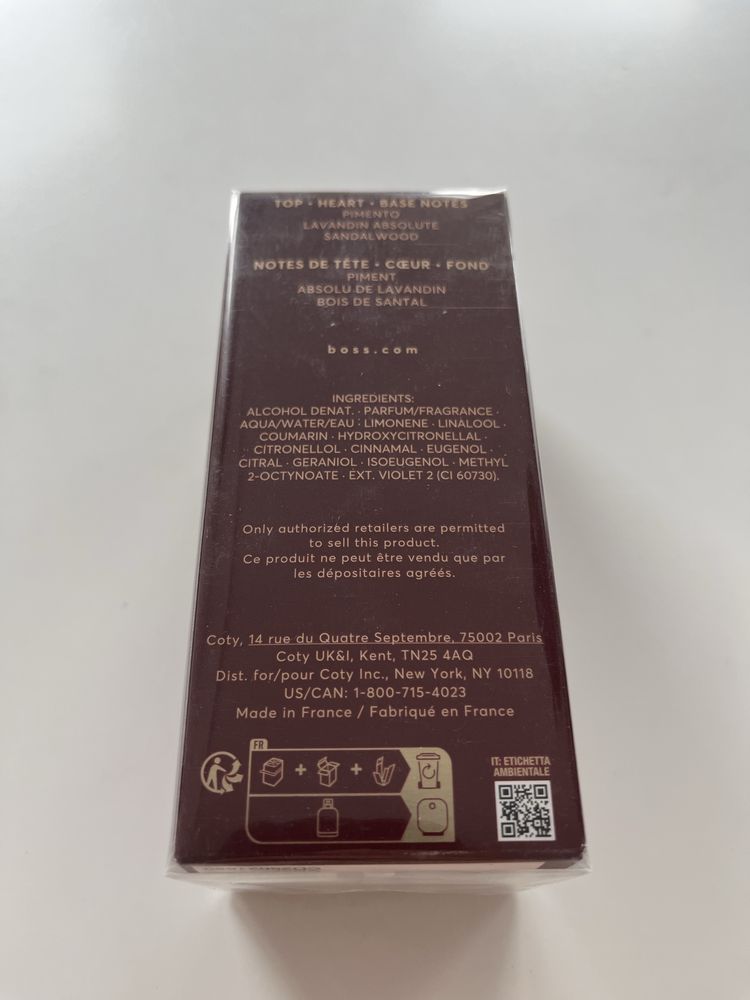 TOP · HEART · BASE NOTES
PIMENTO
LAVANDIN ABSOLUTE
SANDALWOOD
NOTES DE TÊTE · CŒUR · FOND
PIMENT
ABSOLU DE LAVANDIN
BOIS DE SANTAL
boss.com
INGREDIENTS:
ALCOHOL DENAT. · PARFUM/FRAGRANCE ·
AQUA/WATER/EAU · LIMONENE · LINALOOL ·
COUMARIN · HYDROXYCITRONELLAL ·
CITRONELLOL · CINNAMAL · EUGENOL ·
CITRAL · GERANIOL · ISOEUGENOL · METHYL
2-OCTYNOATE · EXT. VIOLET 2 (CI 60730).
Only authorized retailers are permitted
to sell this product.
Ce produit ne peut être vendu que par
les dépositaires agréés.
Coty, 14 rue du Quatre Septembre, 75002 Paris
Coty UK&I, Kent, TN25 4AQ
Dist. for/pour Coty Inc., New York, NY 10118
US/CAN: 1-800-715-4023
Made in France / Fabriqué en France
FR
IT: ETICHETTA
AMBIENTALE